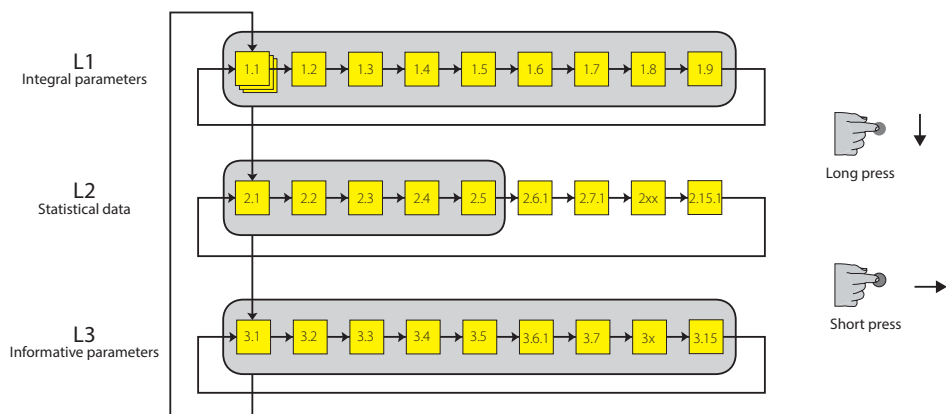 L1
Integral parameters
1.1 1.2 1.3 1.4 1.5 1.6 1.7 1.8 1.9
Long press
L2
Statistical data
2.1 2.2 2.3 2.4 2.5 2.6.1 2.7.1 2xx 2.15.1
Short press
L3
Informative parameters
3.1 3.2 3.3 3.4 3.5 3.6.1 3.7 3x 3.15